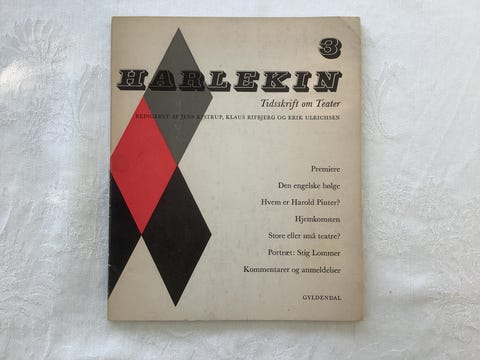 3
HARLEKIN
Tidsskrift om Teater
REDIGERET AF JENS KISTRUP, KLAUS RIFBJERG OG ERIK ULRICHSEN
Premiere
Den engelske bølge
Hvem er Harold Pinter?
Hjemkomsten
Store eller små teatre?
Portræt: Stig Lommer
Kommentarer og anmeldelser
GYLDENDAL